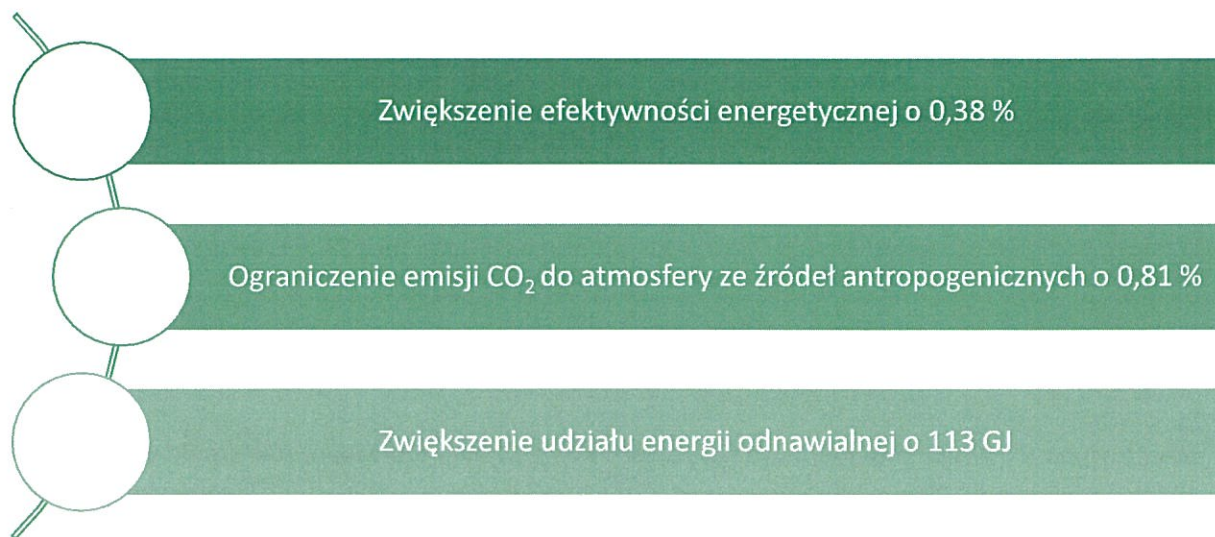 Zwiększenie efektywności energetycznej o 0,38 %
Ograniczenie emisji CO₂ do atmosfery ze źródeł antropogenicznych o 0,81 %
Zwiększenie udziału energii odnawialnej o 113 GJ